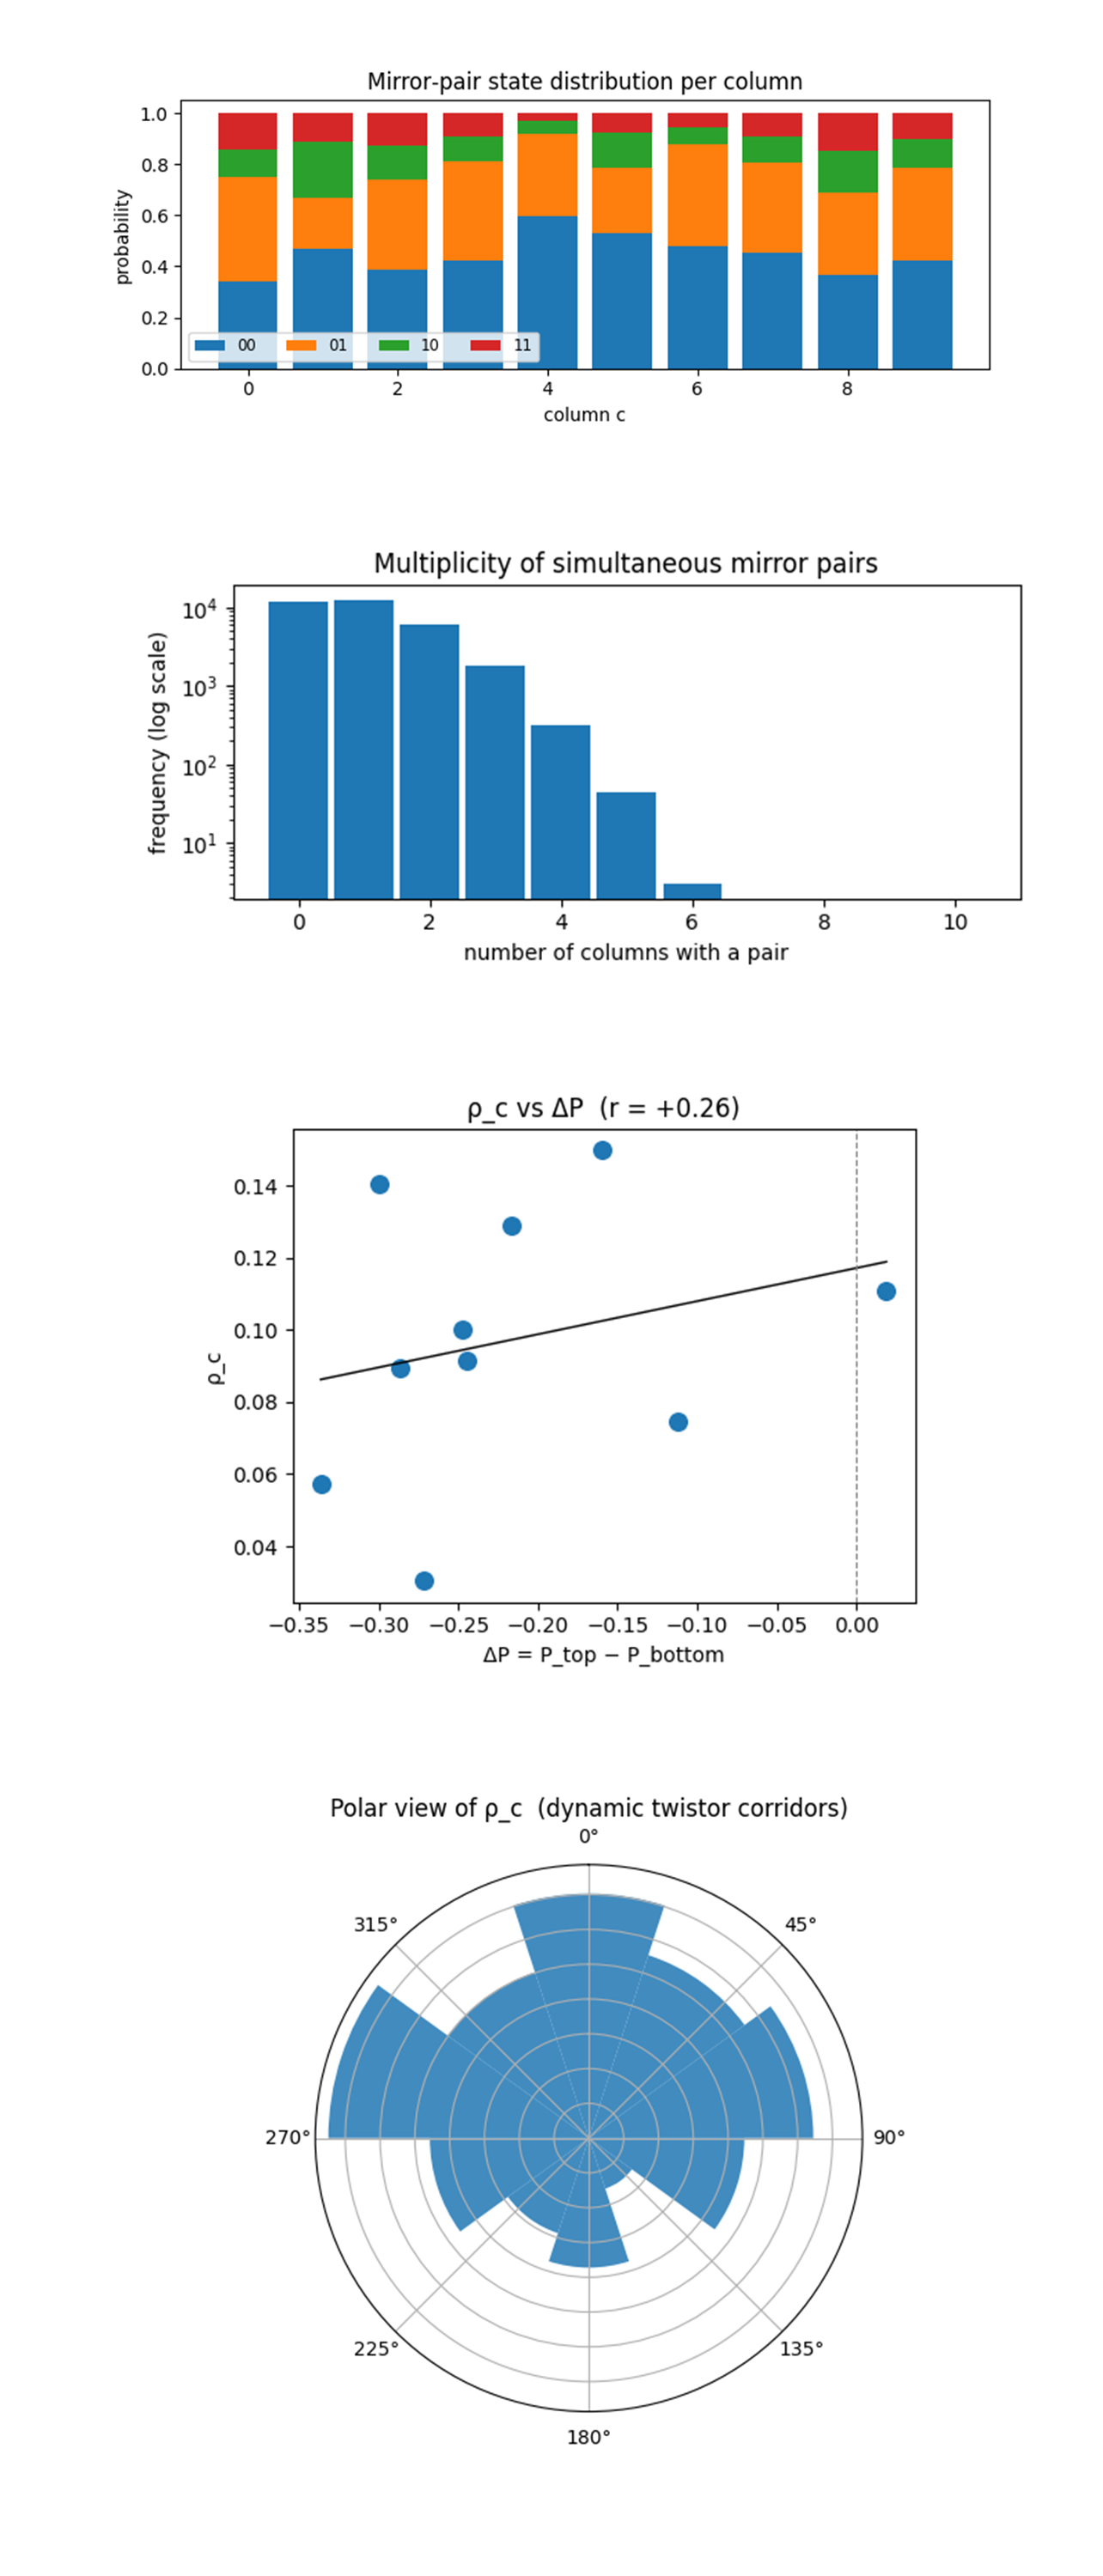 Mirror-pair state distribution per column
1.0
0.8
0.6
0.4
0.2
0.0
probability
00 01 10 11
0 2 4 6 8
column c
Multiplicity of simultaneous mirror pairs
10⁴
10³
10²
10¹
frequency (log scale)
0 2 4 6 8 10
number of columns with a pair
ρ_c vs ΔP (r = +0.26)
0.14
0.12
0.10
0.08
0.06
0.04
ρ_c
−0.35 −0.30 −0.25 −0.20 −0.15 −0.10 −0.05 0.00
ΔP = P_top − P_bottom
Polar view of ρ_c (dynamic twistor corridors)
0°
315° 45°
270° 90°
225° 135°
180°